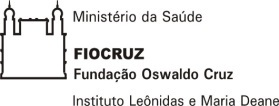 Ministério da Saúde
FIOCRUZ
Fundação Oswaldo Cruz
Instituto Leônidas e Maria Deane